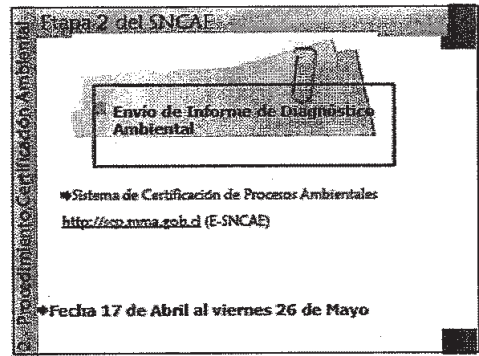 Etapa 2 del SNCAE
Envío de Informe de Diagnóstico
Ambiental
Sistema de Certificación de Procesos Ambientales
http://scp.mma.gob.cl (E-SNCAE)
Fecha 17 de Abril al viernes 26 de Mayo
2.- Procedimiento Certificación Ambiental